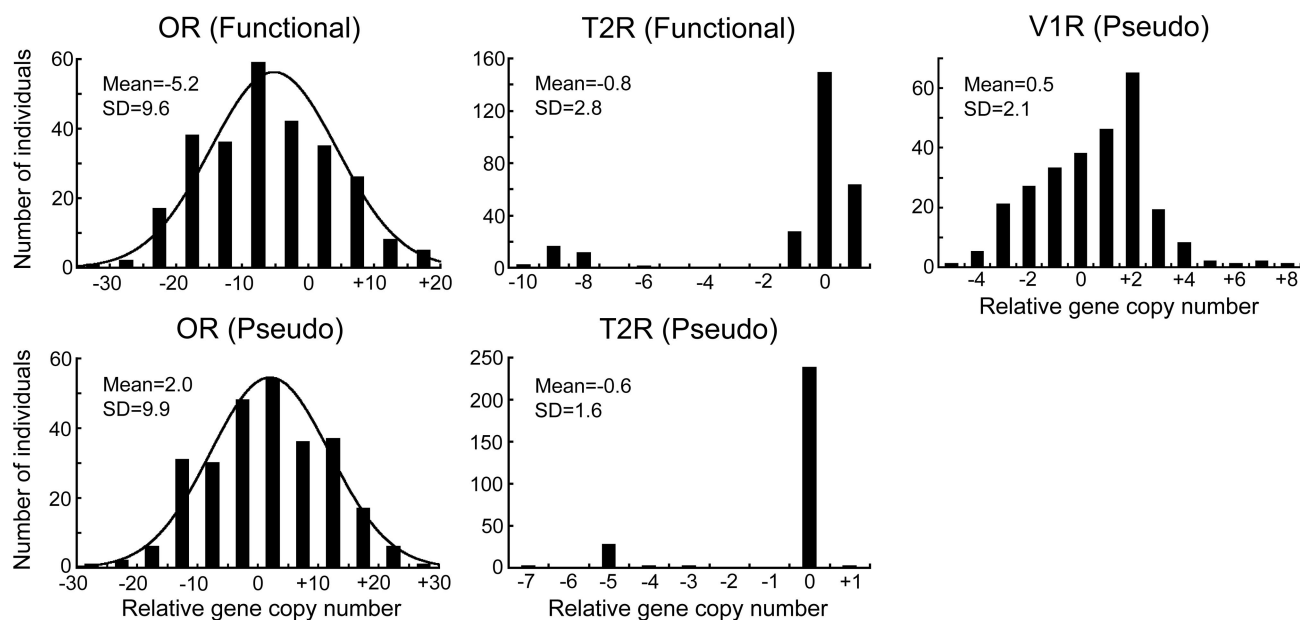 OR (Functional)
Number of individuals
60
40
20
0
Mean=-5.2
SD=9.6
-30 -20 -10 0 +10 +20
T2R (Functional)
160
120
80
40
0
Mean=-0.8
SD=2.8
-10 -8 -6 -4 -2 0
V1R (Pseudo)
60
40
20
0
Mean=0.5
SD=2.1
-4 -2 0 +2 +4 +6 +8
Relative gene copy number
OR (Pseudo)
Number of individuals
60
40
20
0
Mean=2.0
SD=9.9
-30 -20 -10 0 +10 +20 +30
Relative gene copy number
T2R (Pseudo)
250
200
150
100
50
0
Mean=-0.6
SD=1.6
-7 -6 -5 -4 -3 -2 -1 0 +1
Relative gene copy number